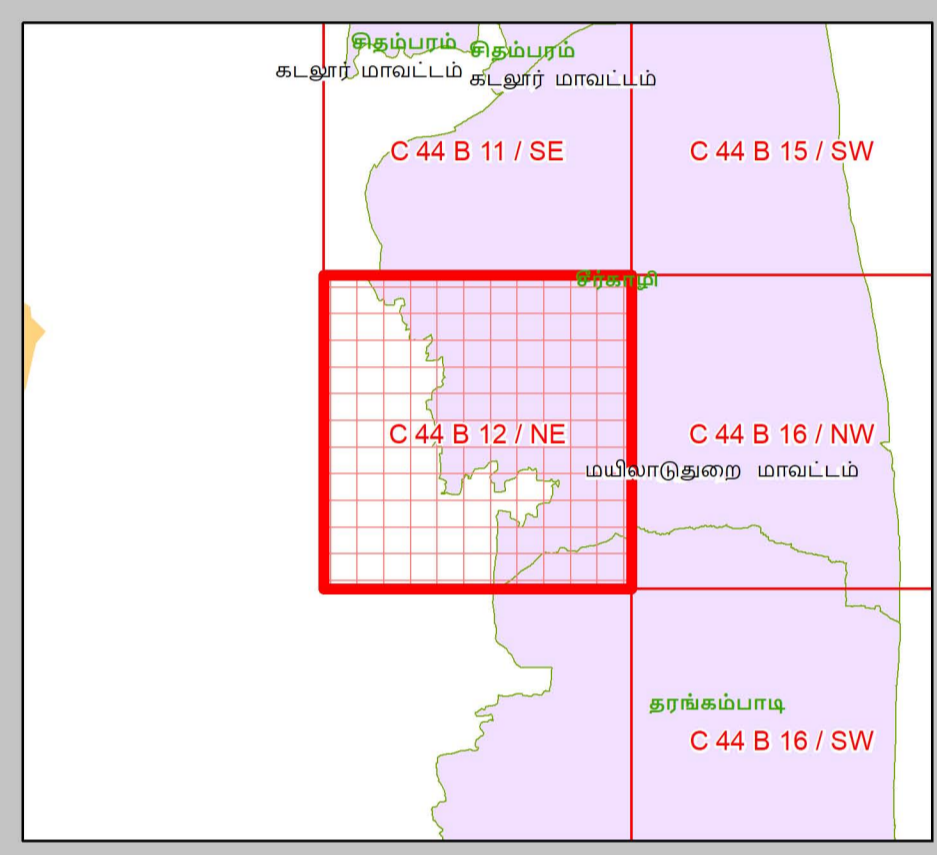 சிதம்பரம்
சிதம்பரம்
கடலூர் மாவட்டம்
கடலூர் மாவட்டம்
C 44 B 11 / SE
C 44 B 15 / SW
சீர்காழி
C 44 B 12 / NE
C 44 B 16 / NW
மயிலாடுதுறை மாவட்டம்
தரங்கம்பாடி
C 44 B 16 / SW